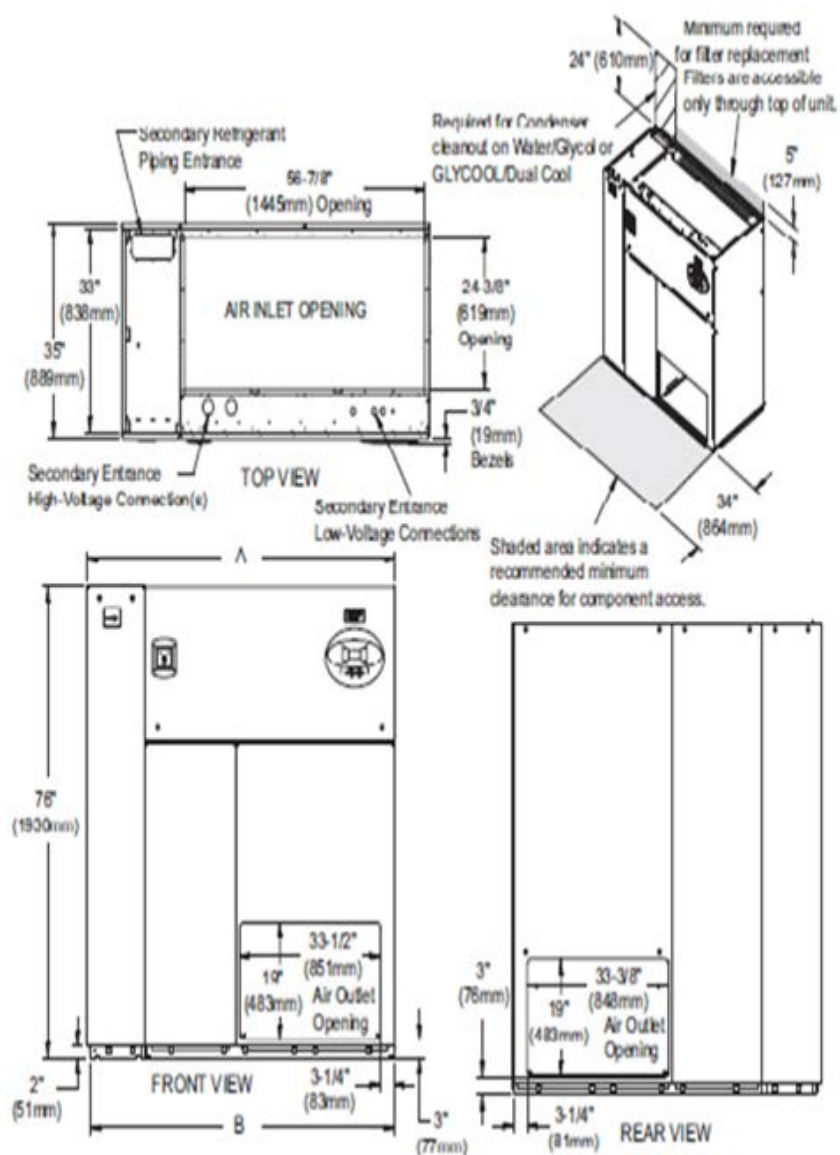 Minimum required
for filter replacement
Filters are accessible
only through top of unit.
24" (610mm)
Required for Condenser
cleanout on Water/Glycol or
GLYCOOL/Dual Cool
5"
(127mm)
34"
(864mm)
Shaded area indicates a
recommended minimum
clearance for component access.
Secondary Refrigerant
Piping Entrance
56-7/8"
(1445mm) Opening
33"
(838mm)
35"
(889mm)
AIR INLET OPENING
24-3/8"
(619mm)
Opening
3/4"
(19mm)
Bezels
Secondary Entrance
High-Voltage Connection(s)
TOP VIEW
Secondary Entrance
Low-Voltage Connections
A
76"
(1930mm)
33-1/2"
(851mm)
19"
(483mm)
Air Outlet
Opening
2"
(51mm)
FRONT VIEW
3-1/4"
(83mm)
B
3"
(77mm)
3"
(76mm)
33-3/8"
(848mm)
19"
(483mm)
Air Outlet
Opening
3-1/4"
(81mm)
REAR VIEW